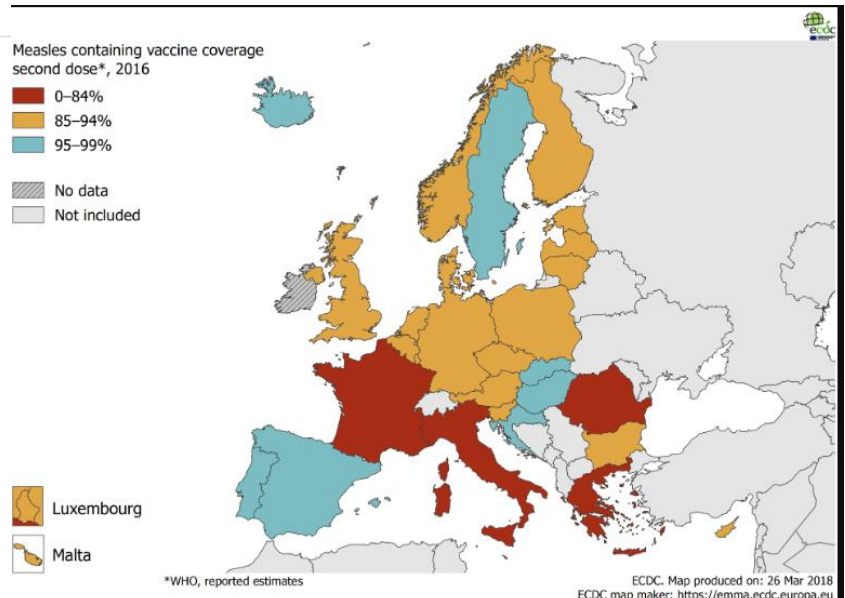 ecdc
Measles containing vaccine coverage
second dose*, 2016
0–84%
85–94%
95–99%
No data
Not included
Luxembourg
Malta
*WHO, reported estimates
ECDC. Map produced on: 26 Mar 2018
ECDC map maker: https://emma.ecdc.europa.eu